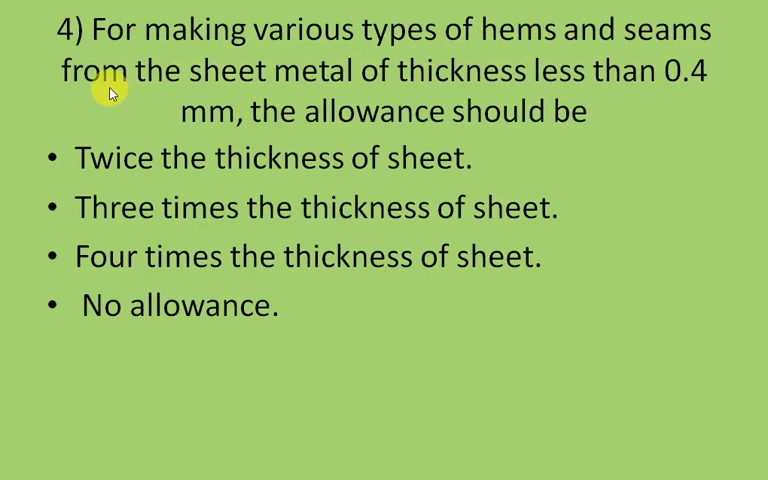 4) For making various types of hems and seams
from the sheet metal of thickness less than 0.4
mm, the allowance should be
• Twice the thickness of sheet.
• Three times the thickness of sheet.
• Four times the thickness of sheet.
• No allowance.